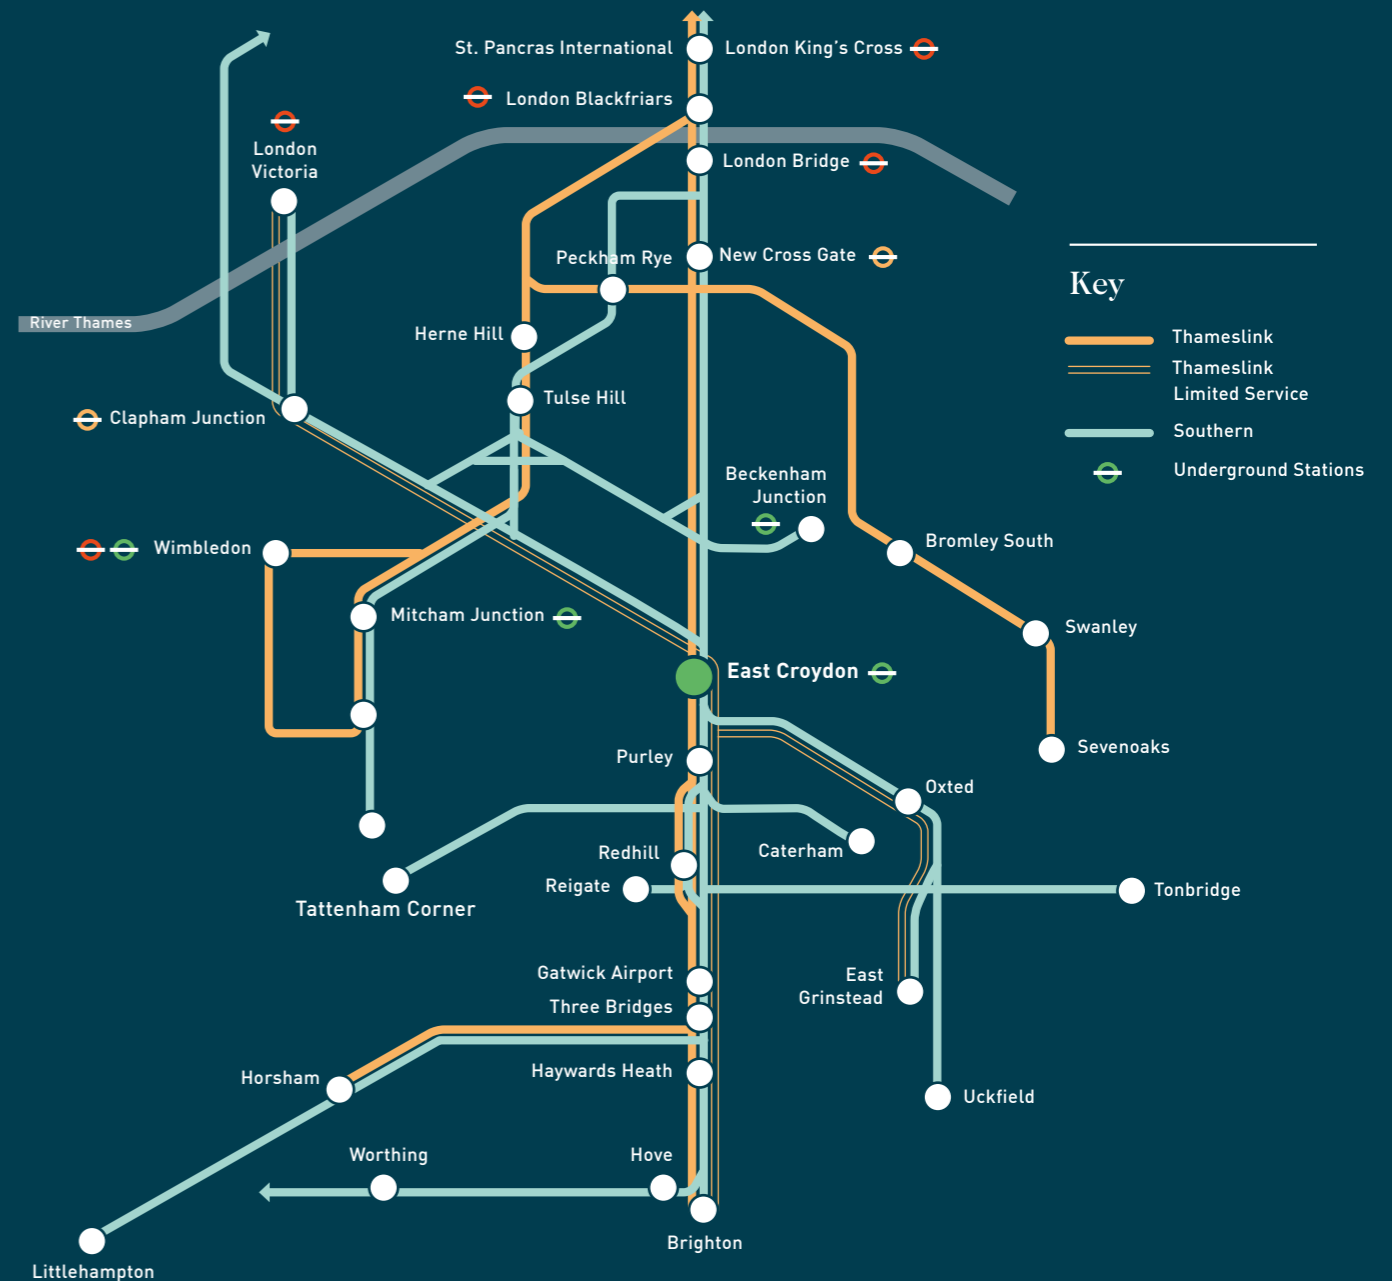 St. Pancras International
London King's Cross
London Blackfriars
London
Victoria
London Bridge
Peckham Rye
New Cross Gate
Key
River Thames
Herne Hill
Thameslink
Thameslink
Limited Service
Tulse Hill
Clapham Junction
Southern
Beckenham
Junction
Underground Stations
Wimbledon
Bromley South
Mitcham Junction
Swanley
East Croydon
Sevenoaks
Purley
Oxted
Redhill
Caterham
Reigate
Tonbridge
Tattenham Corner
Gatwick Airport
East
Grinstead
Three Bridges
Haywards Heath
Horsham
Uckfield
Worthing
Hove
Brighton
Littlehampton